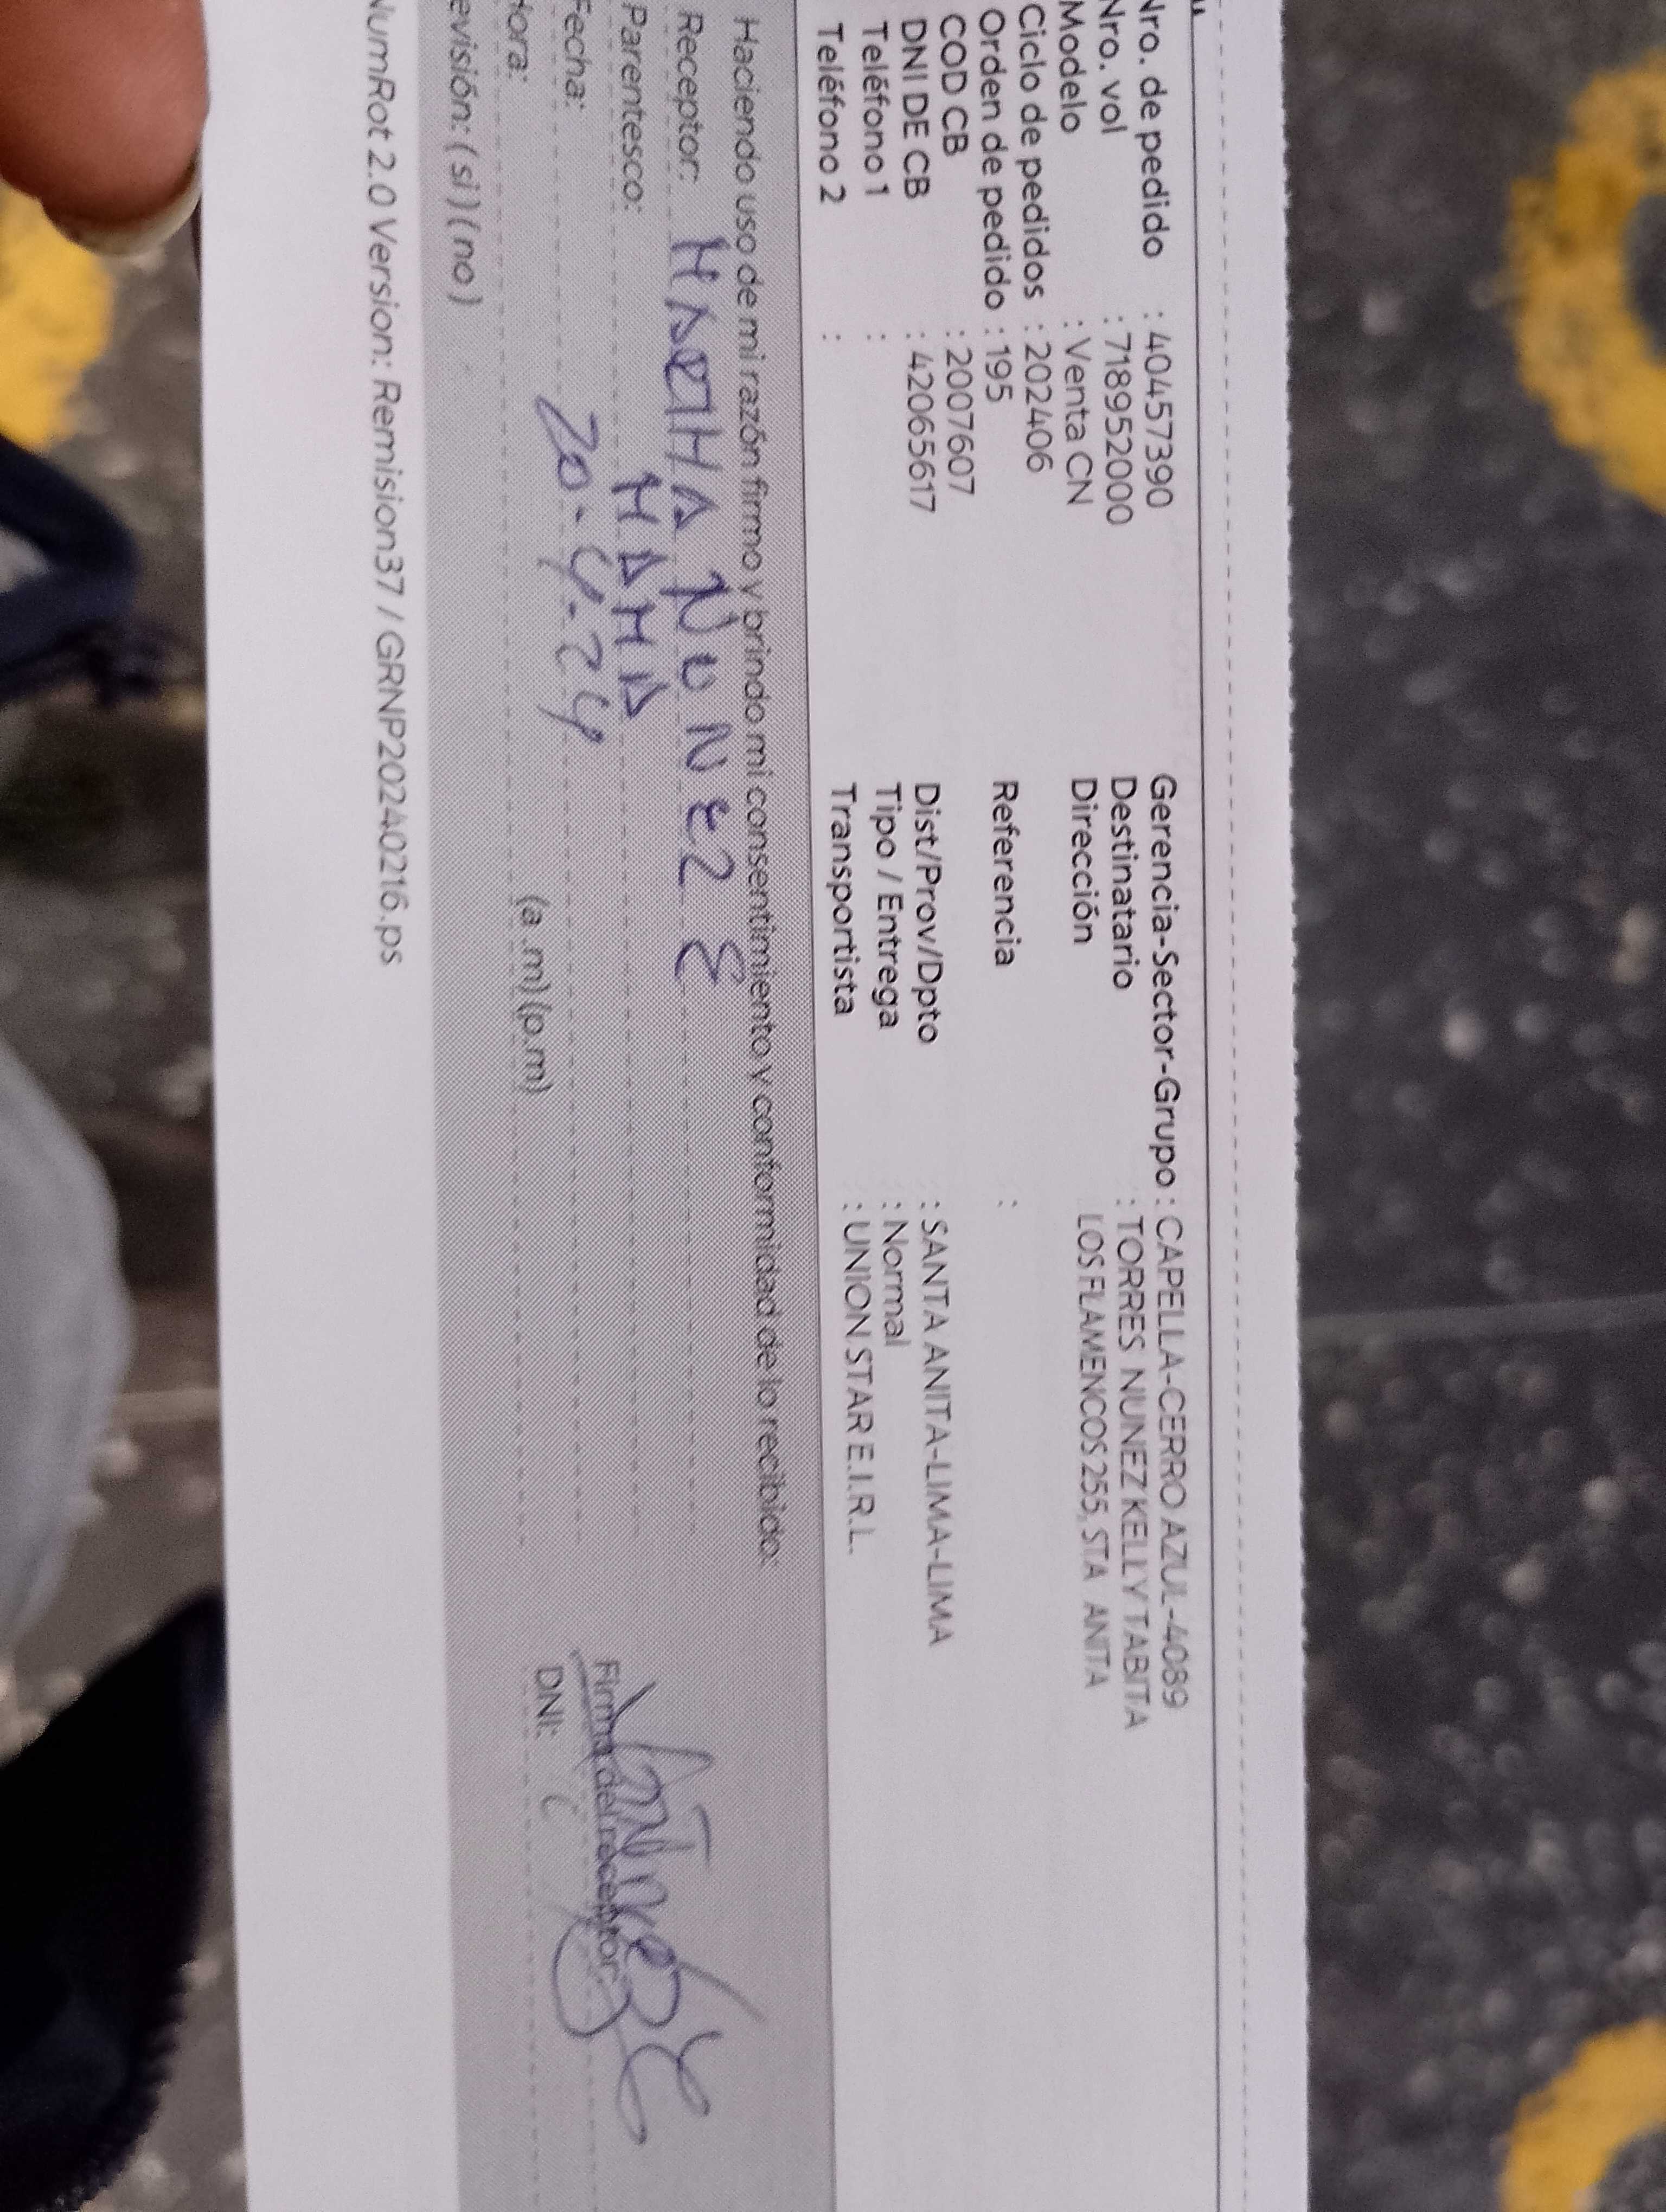 Nro. de pedido : 40457390
Nro. vol : 718952000
Modelo : Venta CN
Ciclo de pedidos : 202406
Orden de pedido : 195
COD CB : 2007607
DNI DE CB : 42065617
Teléfono 1 :
Teléfono 2 :
Gerencia-Sector-Grupo : CAPELLA-CERRO AZUL-4089
Destinatario : TORRES NUNEZ KELLY TABITA
Dirección LOS FLAMENCOS 255, STA ANITA
Referencia :
Dist/Prov/Dpto : SANTA ANITA-LIMA-LIMA
Tipo / Entrega : Normal
Transportista : UNION STAR E.I.R.L.
Haciendo uso de mi razón firmo y brindo mi consentimiento y conformidad de lo recibido:
Receptor: NUNEZ E
Parentesco: MAMA
Fecha: 20-4-24
Hora: (a .m) (p.m)
evisión: ( si ) ( no )
Firma del receptor
DNI:
NumRot 2.0 Version: Remision37 / GRNP20240216.ps